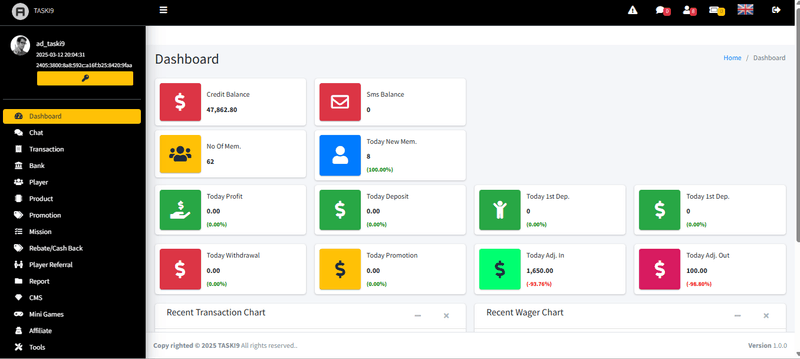 TASKI9
0
0
ad_taski9
2025-03-12 20:04:31
2405:3800:8a8:592c:a16f:b25:8420:9faa
Dashboard
Chat
Transaction
Bank
Player
Product
Promotion
Mission
Rebate/Cash Back
Player Referral
Report
CMS
Mini Games
Affiliate
Tools
Dashboard
Home / Dashboard
Credit Balance
47,862.80
Sms Balance
0
No Of Mem.
62
Today New Mem.
8
(100.00%)
Today Profit
0.00
(0.00%)
Today Deposit
0.00
(0.00%)
Today 1st Dep.
0
(0.00%)
Today 1st Dep.
0
(0.00%)
Today Withdrawal
0.00
(0.00%)
Today Promotion
0.00
(0.00%)
Today Adj. In
1,650.00
(-93.76%)
Today Adj. Out
100.00
(-98.80%)
Recent Transaction Chart
Recent Wager Chart
Copy righted © 2025 TASKI9 All rights reserved..
Version 1.0.0